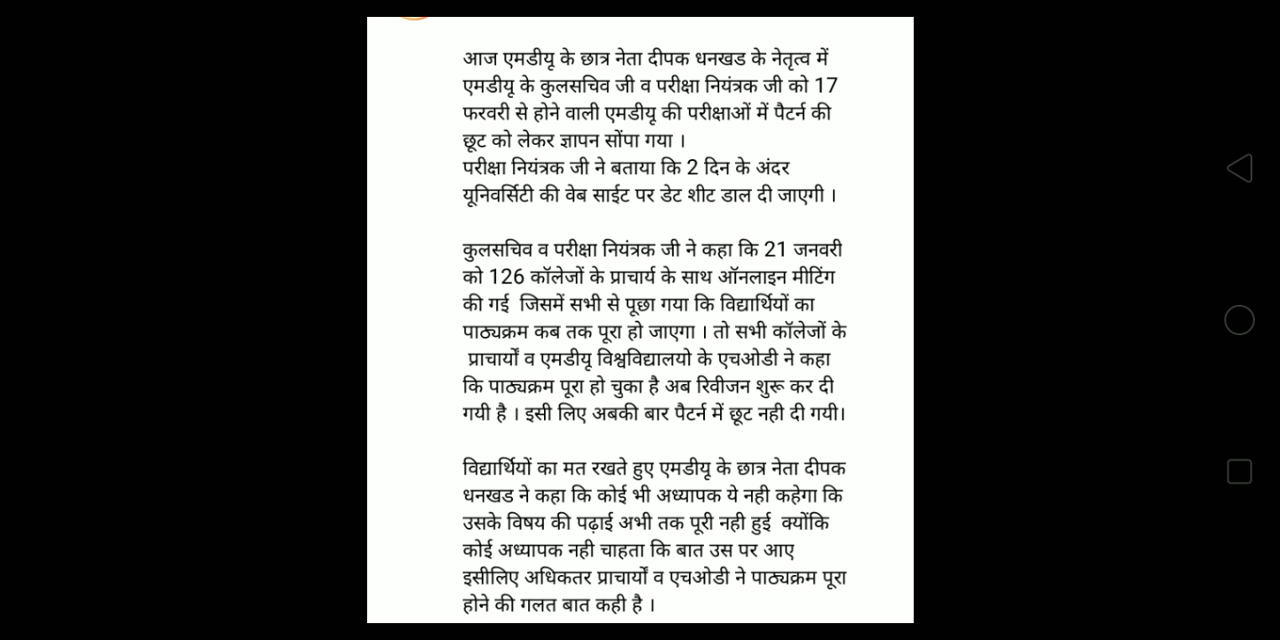 आज एमडीयू के छात्र नेता दीपक धनखड के नेतृत्व में
एमडीयू के कुलसचिव जी व परीक्षा नियंत्रक जी को 17
फरवरी से होने वाली एमडीयू की परीक्षाओं में पैटर्न की
छूट को लेकर ज्ञापन सोंपा गया ।
परीक्षा नियंत्रक जी ने बताया कि 2 दिन के अंदर
यूनिवर्सिटी की वेब साईट पर डेट शीट डाल दी जाएगी ।
कुलसचिव व परीक्षा नियंत्रक जी ने कहा कि 21 जनवरी
को 126 कॉलेजों के प्राचार्य के साथ ऑनलाइन मीटिंग
की गई जिसमें सभी से पूछा गया कि विद्यार्थियों का
पाठ्यक्रम कब तक पूरा हो जाएगा । तो सभी कॉलेजों के
प्राचार्यों व एमडीयू विश्वविद्यालयो के एचओडी ने कहा
कि पाठ्यक्रम पूरा हो चुका है अब रिवीजन शुरू कर दी
गयी है । इसी लिए अबकी बार पैटर्न में छूट नही दी गयी।
विद्यार्थियों का मत रखते हुए एमडीयू के छात्र नेता दीपक
धनखड ने कहा कि कोई भी अध्यापक ये नही कहेगा कि
उसके विषय की पढ़ाई अभी तक पूरी नही हुई क्योंकि
कोई अध्यापक नही चाहता कि बात उस पर आए
इसीलिए अधिकतर प्राचार्यों व एचओडी ने पाठ्यक्रम पूरा
होने की गलत बात कही है ।